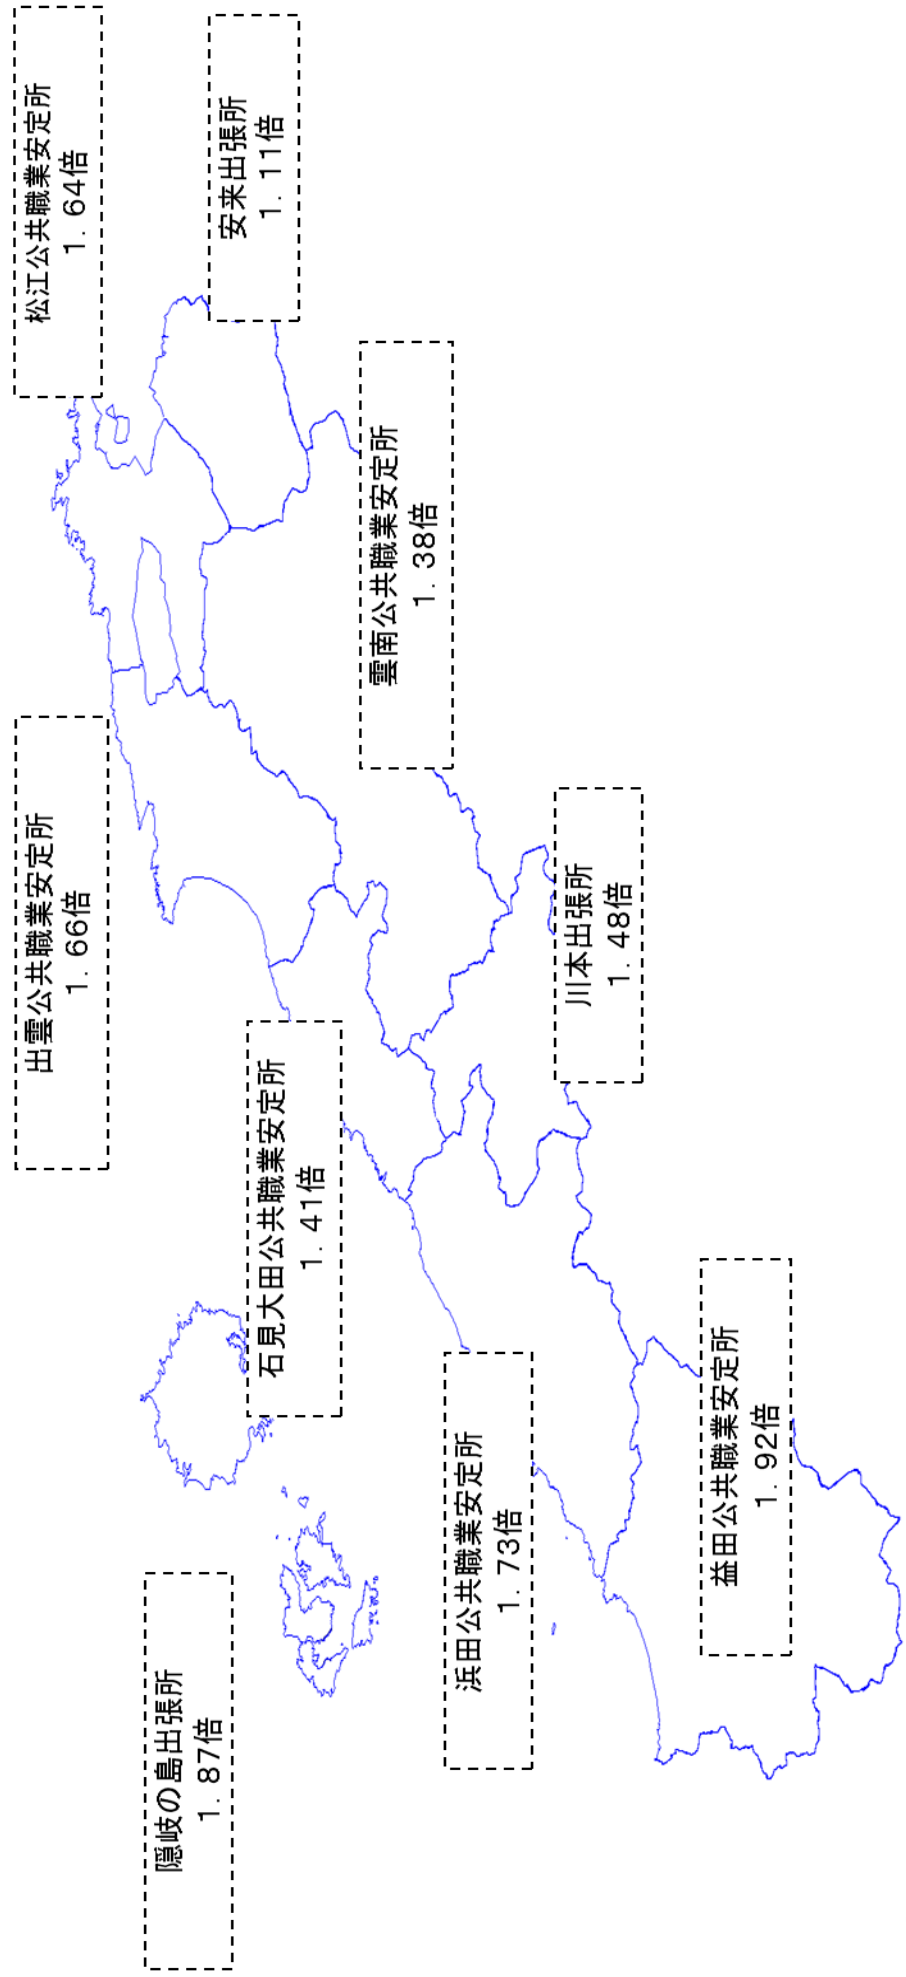 松江公共職業安定所
1．64倍
安来出張所
1．11倍
出雲公共職業安定所
1．66倍
雲南公共職業安定所
1．38倍
石見大田公共職業安定所
1．41倍
川本出張所
1．48倍
隠岐の島出張所
1．87倍
浜田公共職業安定所
1．73倍
益田公共職業安定所
1．92倍